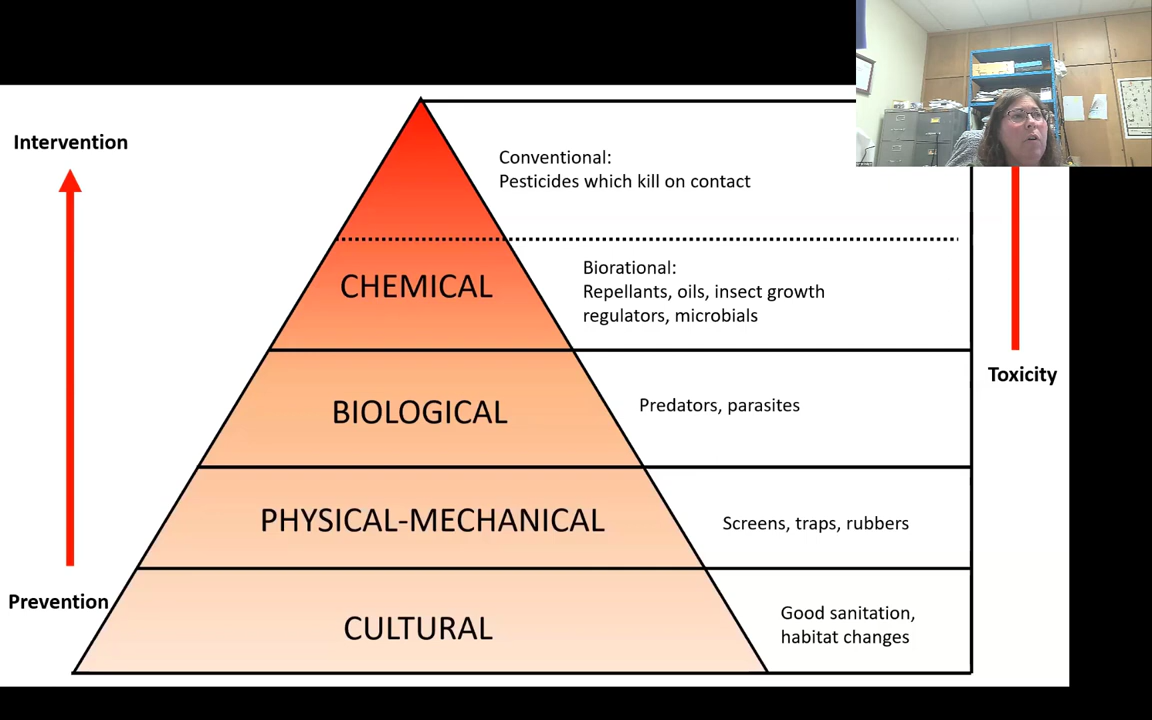 Intervention
Conventional:
Pesticides which kill on contact
CHEMICAL
Biorational:
Repellants, oils, insect growth
regulators, microbials
Toxicity
BIOLOGICAL
Predators, parasites
PHYSICAL-MECHANICAL
Screens, traps, rubbers
Prevention
CULTURAL
Good sanitation,
habitat changes